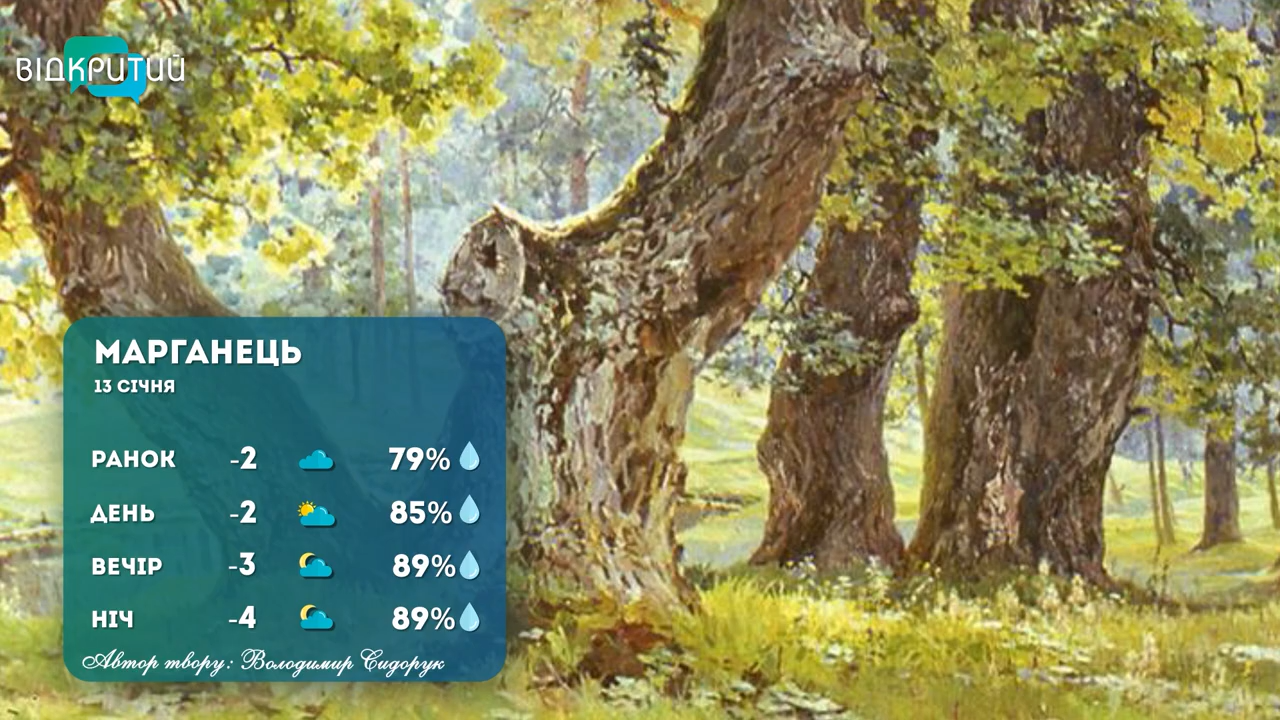 ВІДКРИТИЙ
МАРГАНЕЦЬ
13 СІЧНЯ
РАНОК -2 79%
ДЕНЬ -2 85%
ВЕЧІР -3 89%
НІЧ -4 89%
Автор твору: Володимир Сидорук